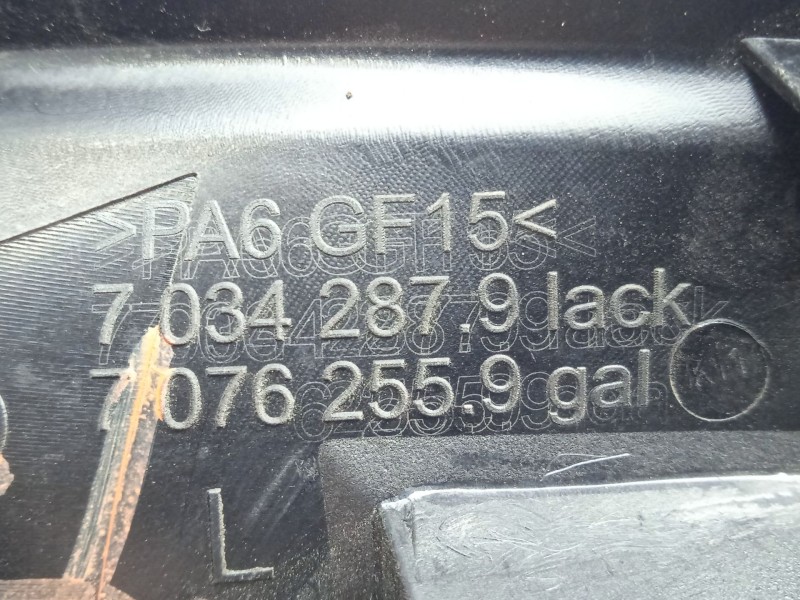 >PA6 GF15<
7 034 287.9 lack
7 076 255.9 gal
L